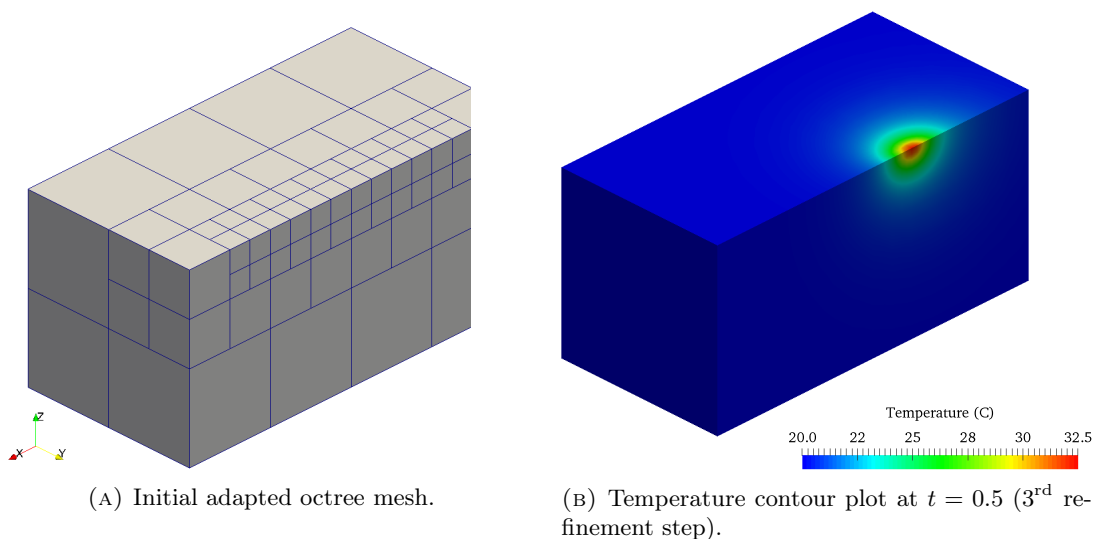 Z
X
Y
Temperature (C)
20.0 22 25 28 30 32.5
(A) Initial adapted octree mesh.
(B) Temperature contour plot at t = 0.5 (3rd re-
finement step).